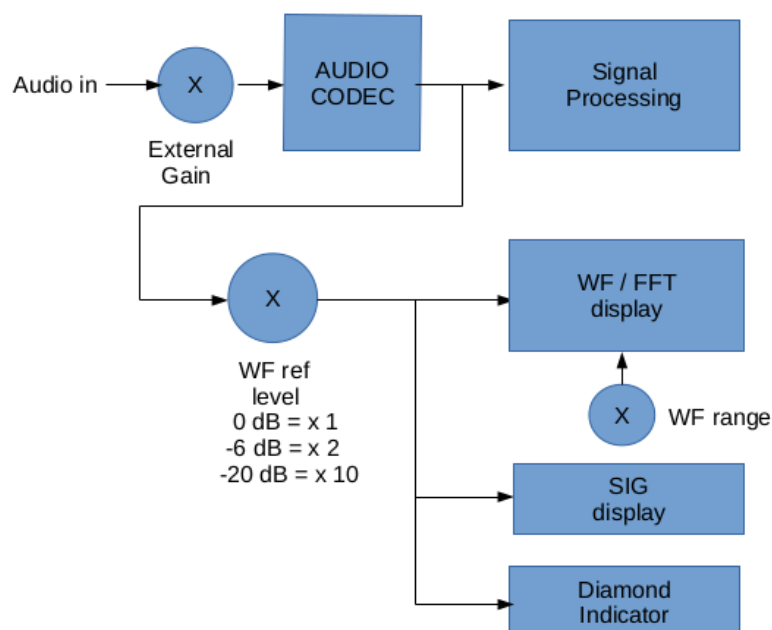 Audio in
X
External
Gain
AUDIO
CODEC
Signal
Processing
X
WF ref
level
0 dB = x 1
-6 dB = x 2
-20 dB = x 10
WF / FFT
display
X
WF range
SIG
display
Diamond
Indicator